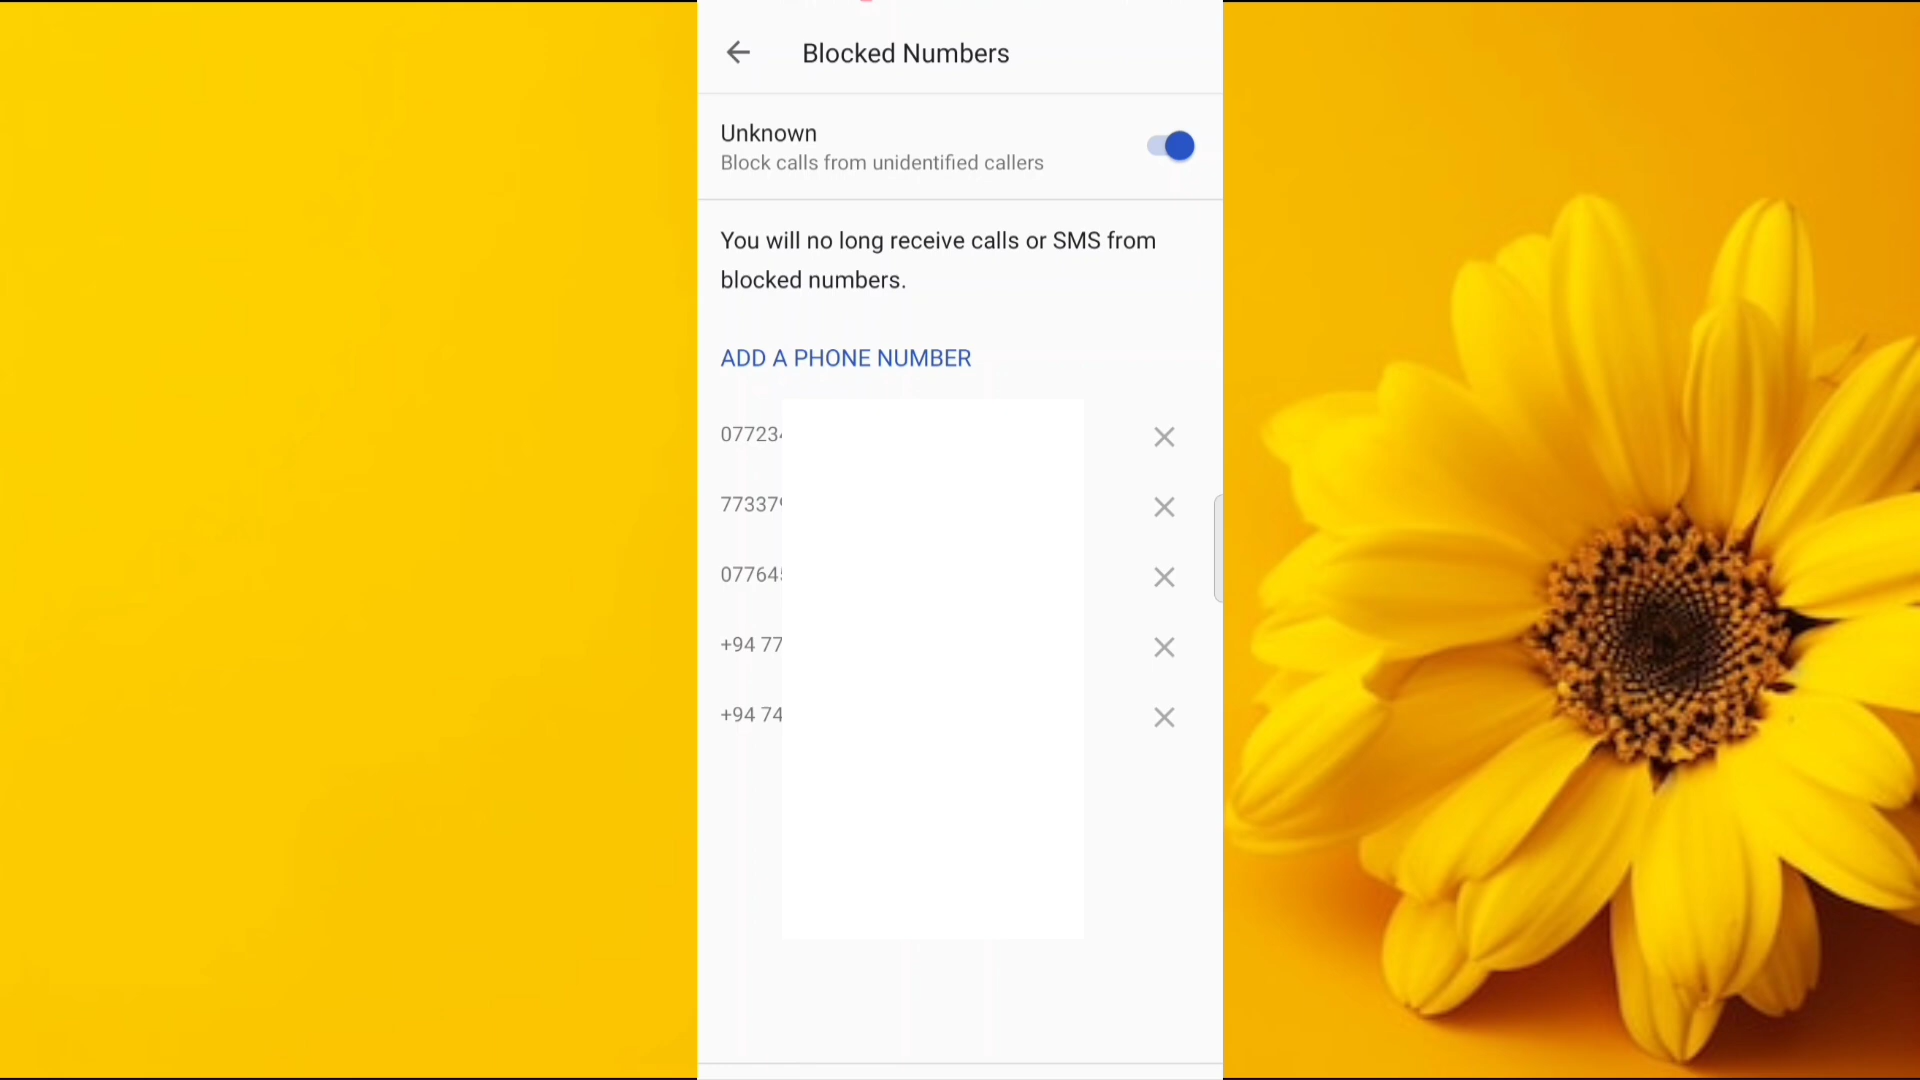 Blocked Numbers
Unknown
Block calls from unidentified callers
You will no long receive calls or SMS from
blocked numbers.
ADD A PHONE NUMBER
07723
77337
07764
+94 77
+94 74